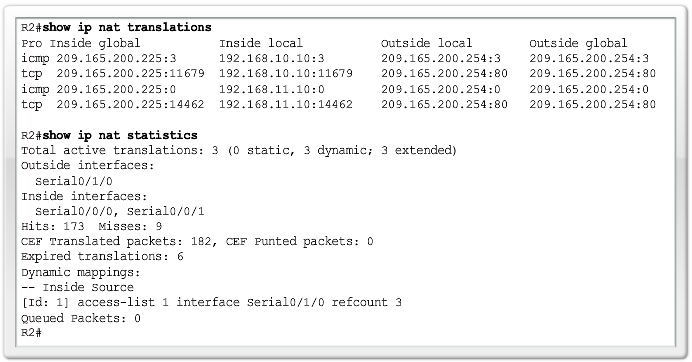 R2#show ip nat translations
Pro Inside global Inside local Outside local Outside global
icmp 209.165.200.225:3 192.168.10.10:3 209.165.200.254:3 209.165.200.254:3
tcp 209.165.200.225:11679 192.168.10.10:11679 209.165.200.254:80 209.165.200.254:80
icmp 209.165.200.225:0 192.168.11.10:0 209.165.200.254:0 209.165.200.254:0
tcp 209.165.200.225:14462 192.168.11.10:14462 209.165.200.254:80 209.165.200.254:80
R2#show ip nat statistics
Total active translations: 3 (0 static, 3 dynamic; 3 extended)
Outside interfaces:
Serial0/1/0
Inside interfaces:
Serial0/0/0, Serial0/0/1
Hits: 173 Misses: 9
CEF Translated packets: 182, CEF Punted packets: 0
Expired translations: 6
Dynamic mappings:
-- Inside Source
[Id: 1] access-list 1 interface Serial0/1/0 refcount 3
Queued Packets: 0
R2#